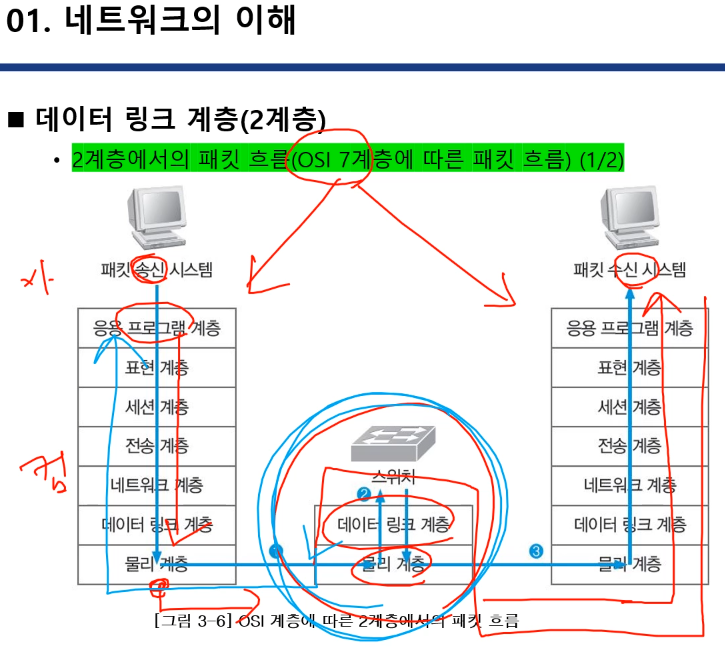 01. 네트워크의 이해
■ 데이터 링크 계층(2계층)
• 2계층에서의 패킷 흐름(OSI 7계층에 따른 패킷 흐름) (1/2)
패킷 송신 시스템
패킷 수신 시스템
응용 프로그램 계층
표현 계층
세션 계층
전송 계층
네트워크 계층
데이터 링크 계층
물리 계층
스위치
데이터 링크 계층
물리 계층
응용 프로그램 계층
표현 계층
세션 계층
전송 계층
네트워크 계층
데이터 링크 계층
물리 계층
1
2
3
[그림 3-6] OSI 계층에 따른 2계층에서의 패킷 흐름